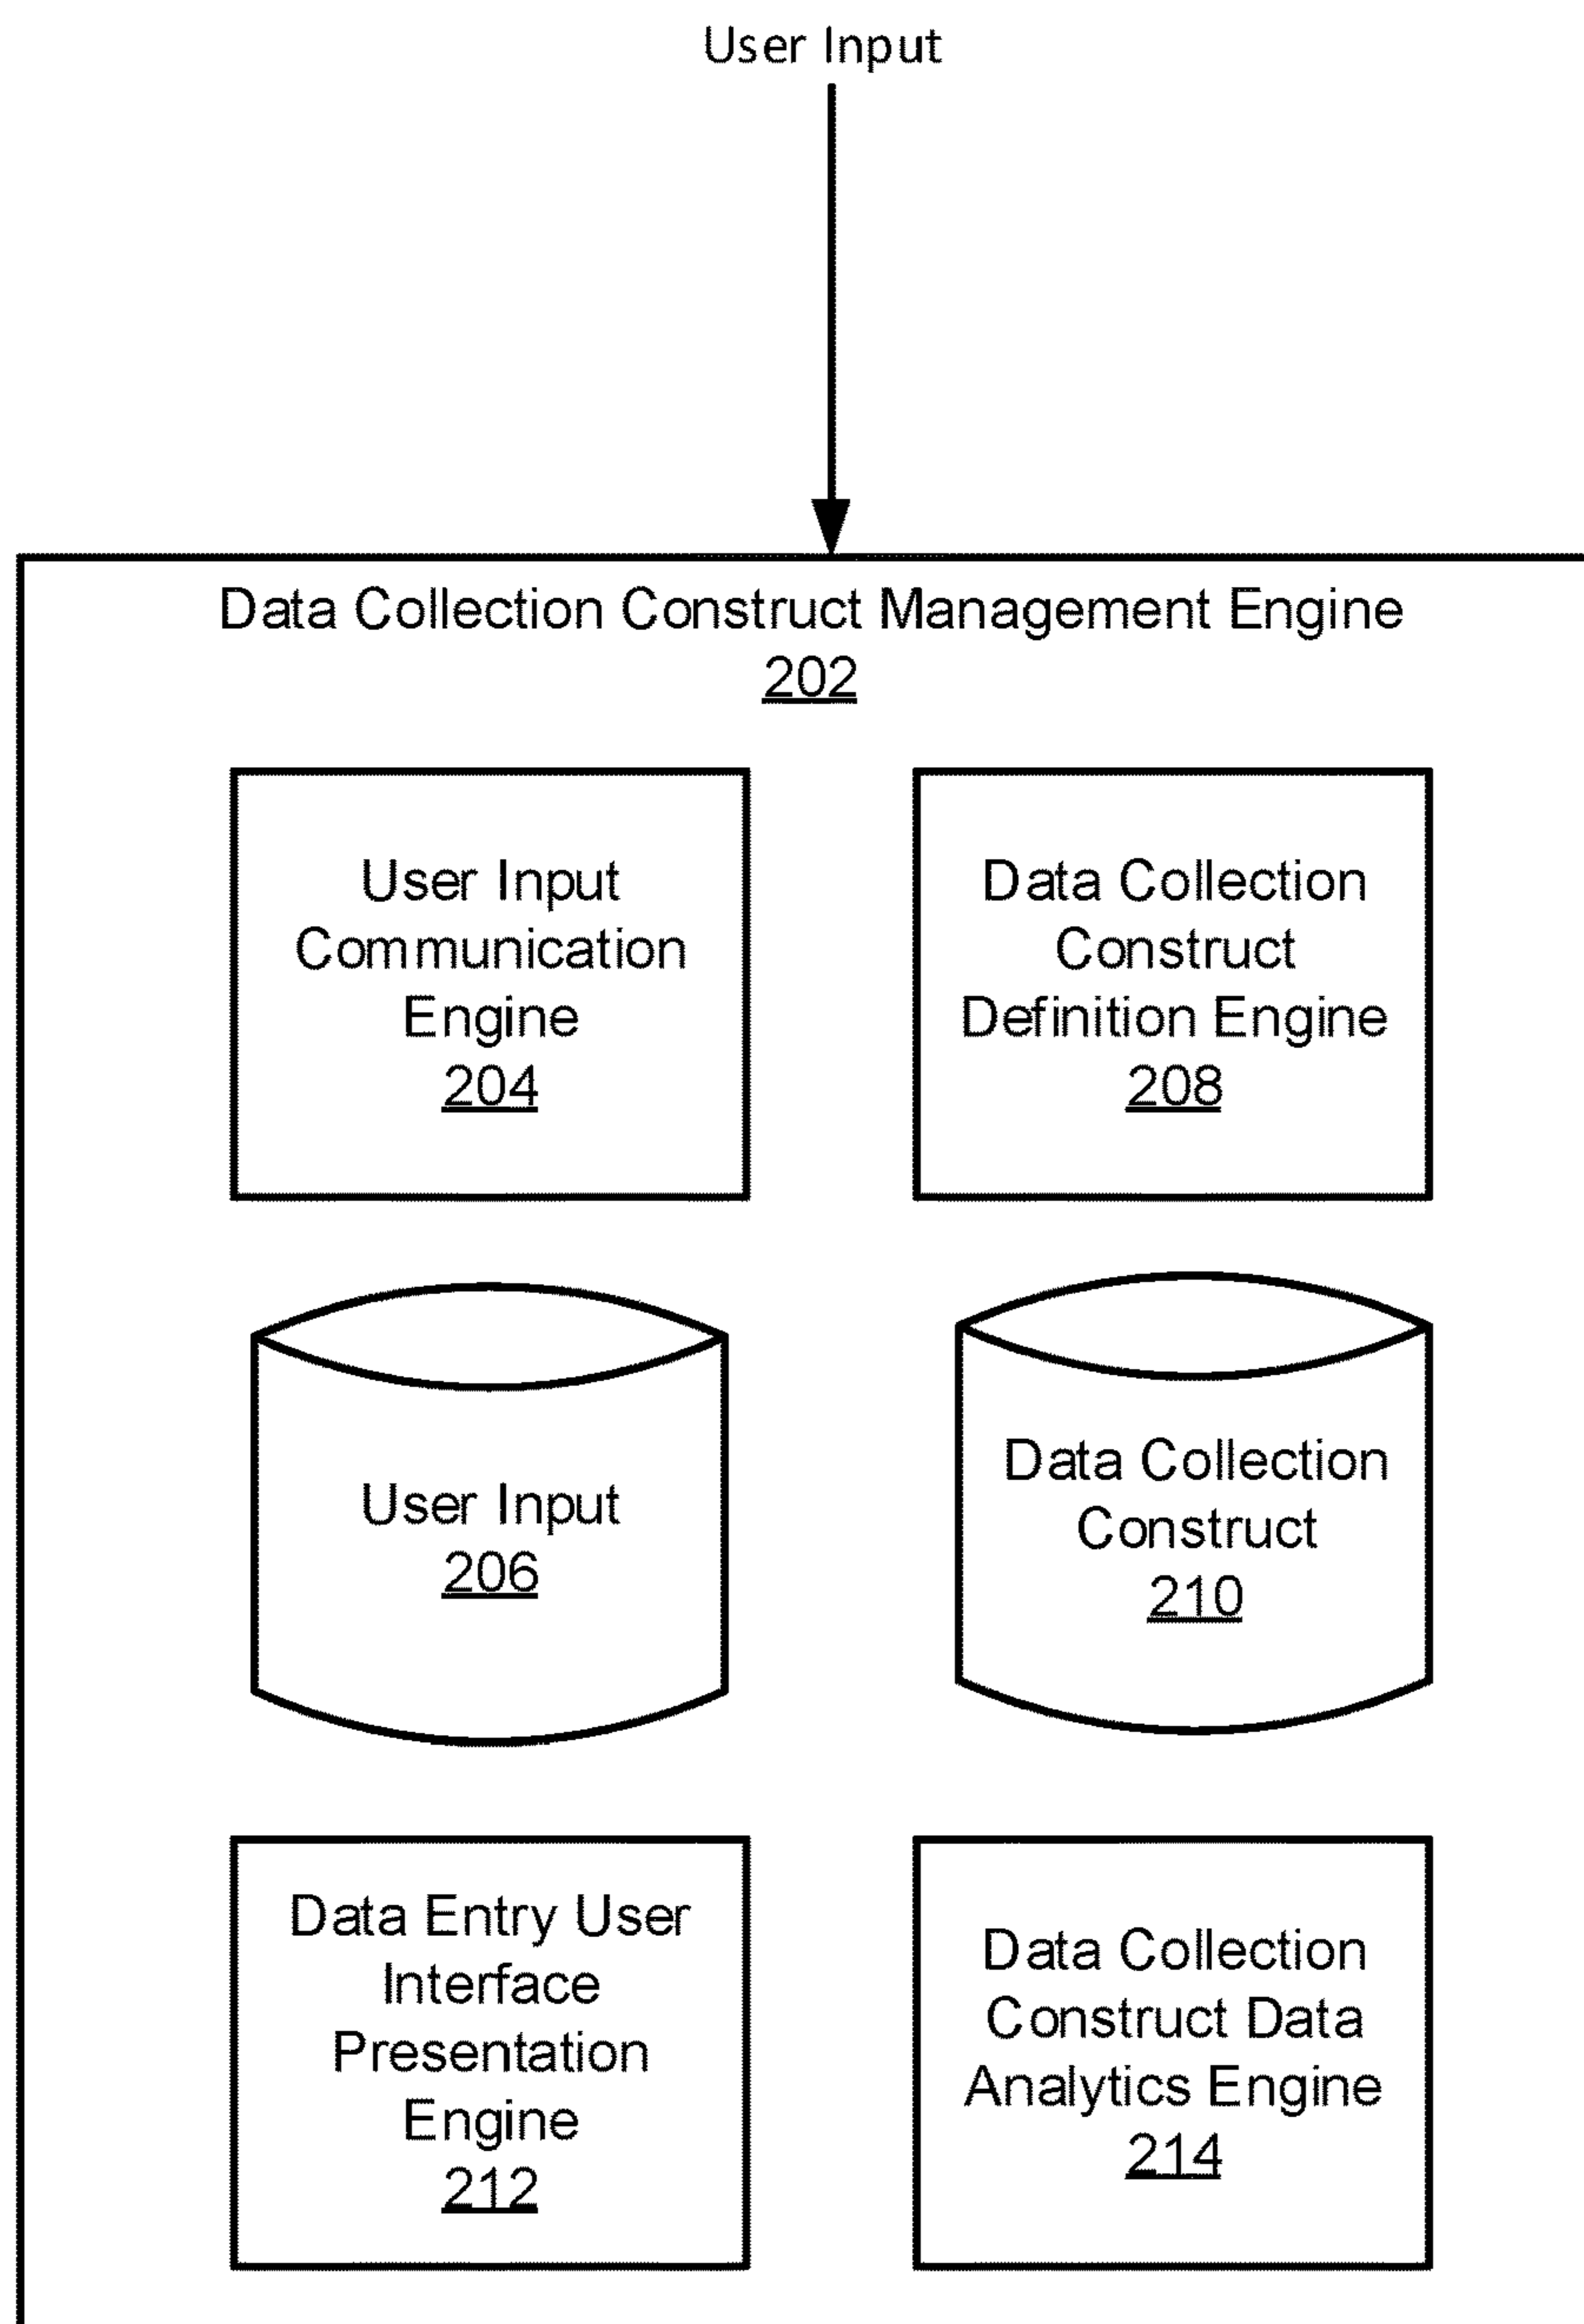 User Input
Data Collection Construct Management Engine
202
User Input
Communication
Engine
204
Data Collection
Construct
Definition Engine
208
User Input
206
Data Collection
Construct
210
Data Entry User
Interface
Presentation
Engine
212
Data Collection
Construct Data
Analytics Engine
214